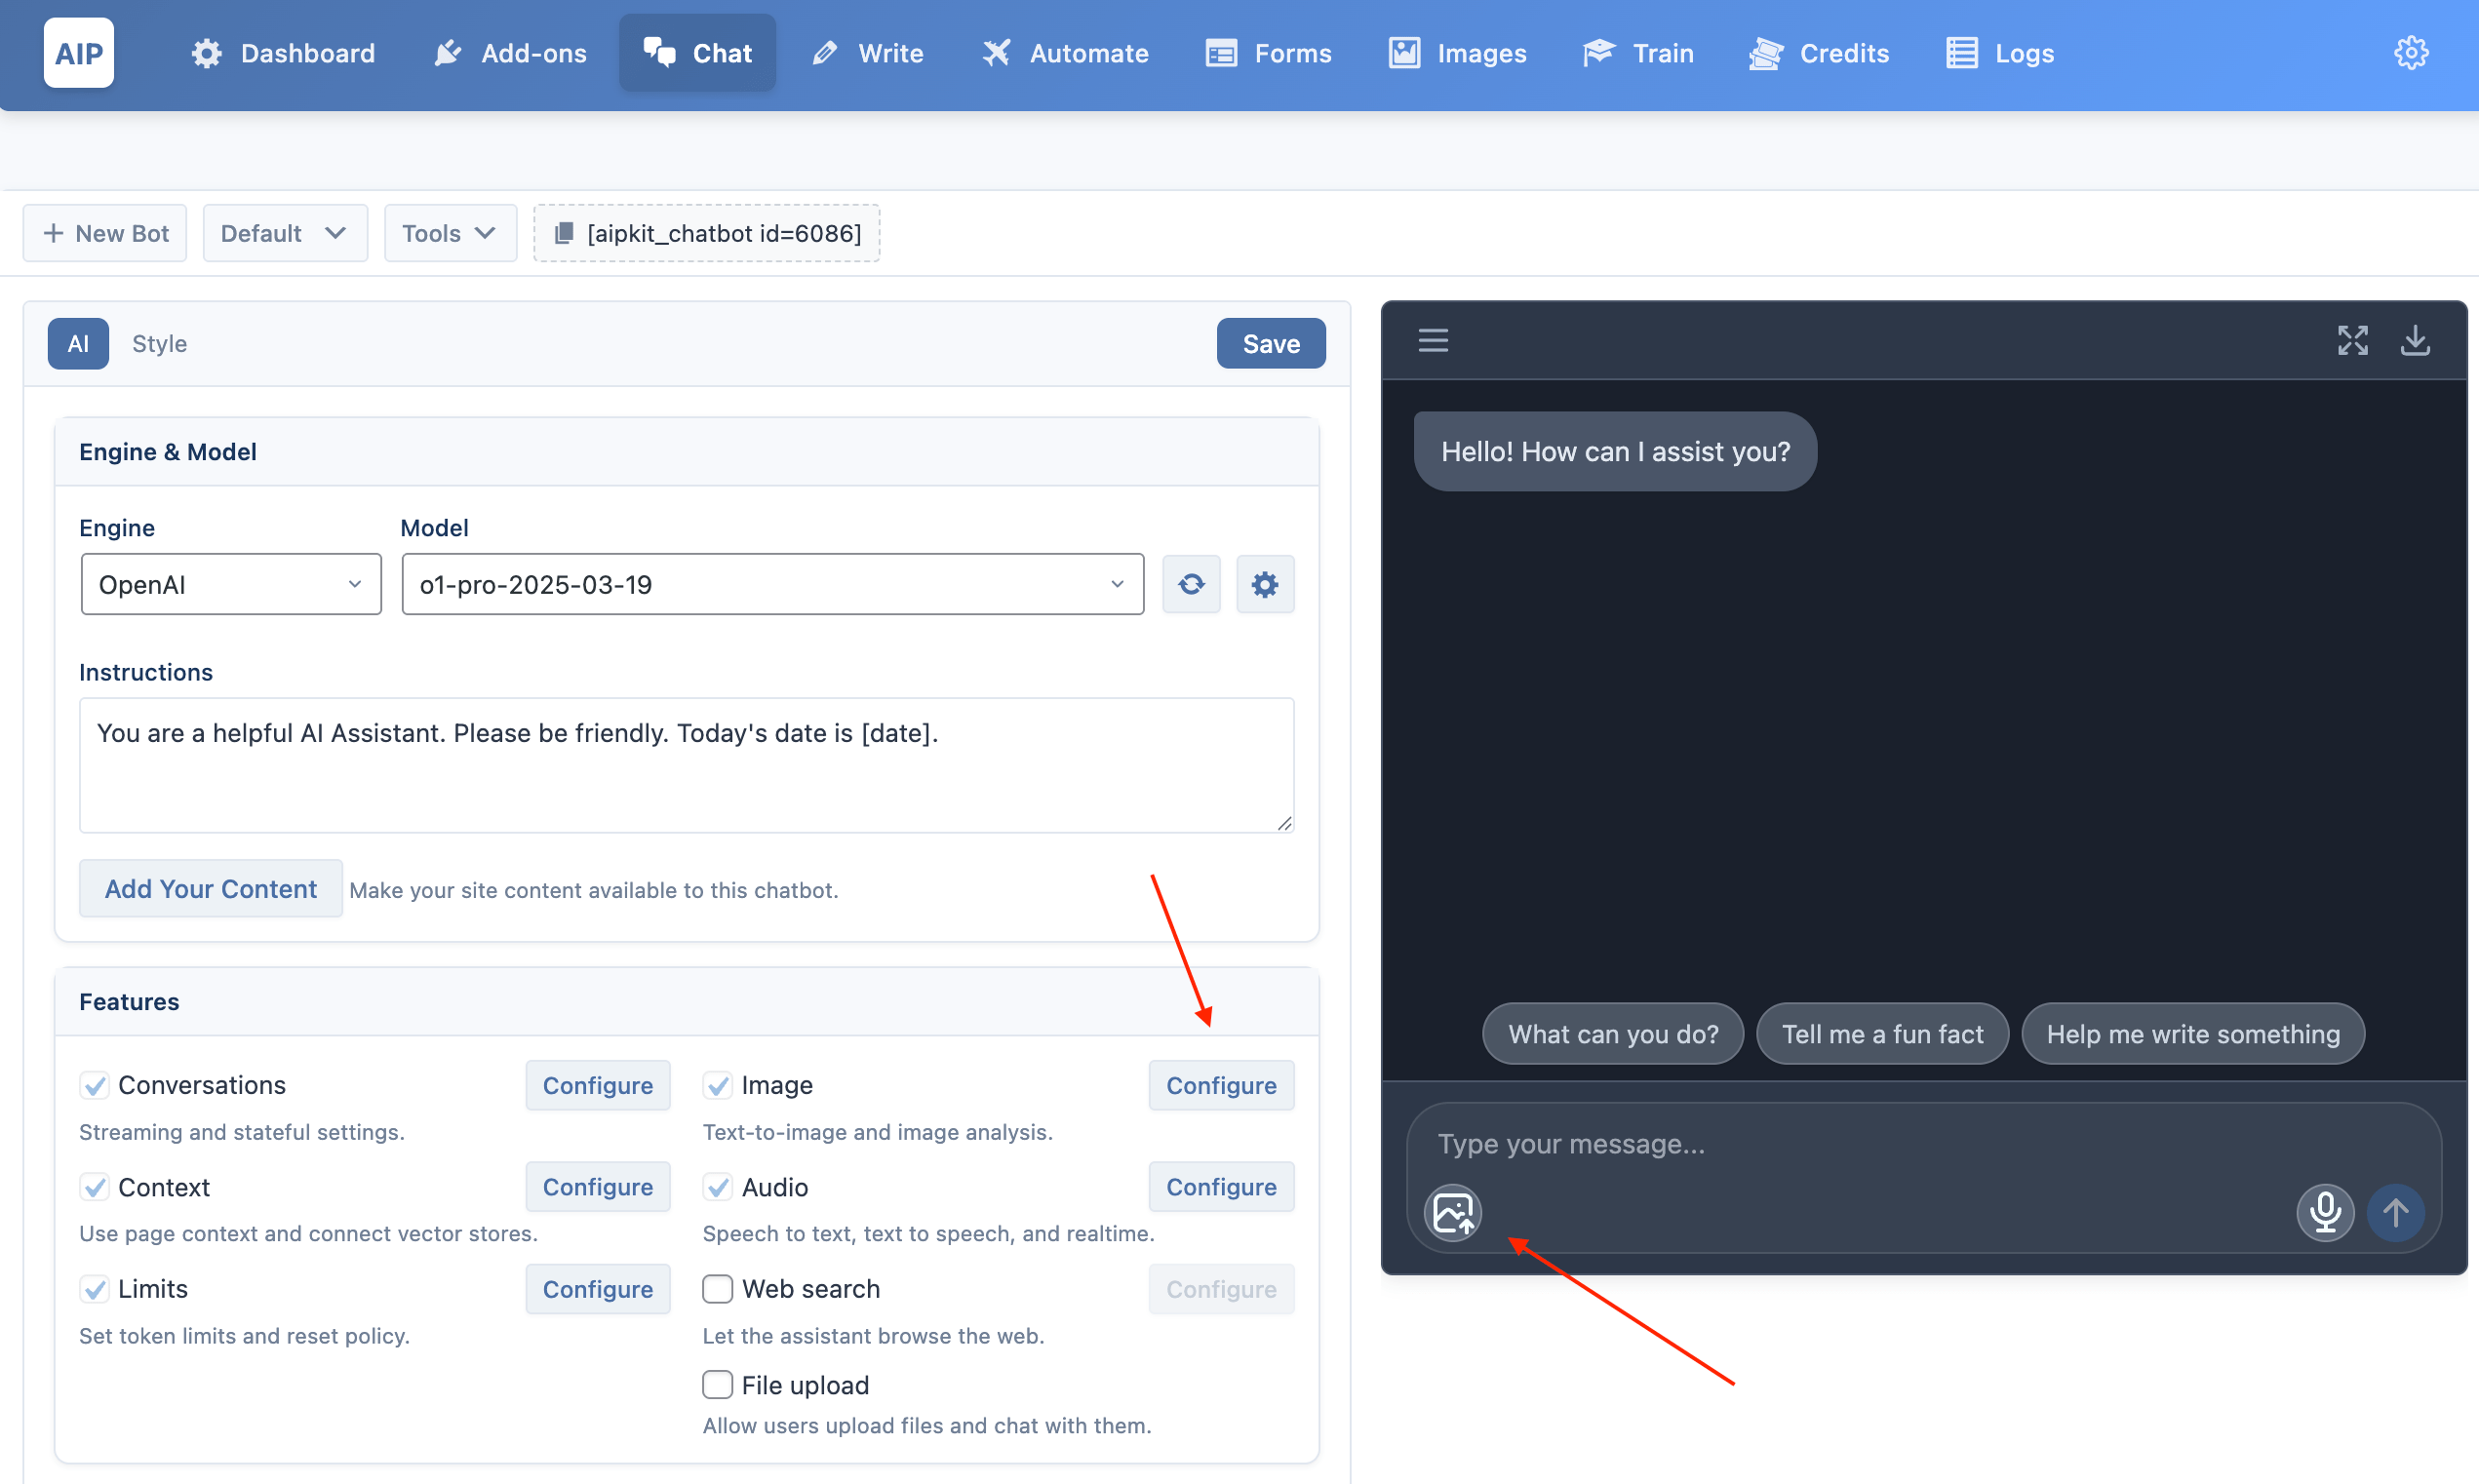 AIP Dashboard Add-ons Chat Write Automate Forms Images Train Credits Logs
New Bot Default Tools [aipkit_chatbot id=6086]
AI Style Save
Engine & Model
Engine Model
OpenAI o1-pro-2025-03-19
Instructions
You are a helpful AI Assistant. Please be friendly. Today's date is [date].
Add Your Content Make your site content available to this chatbot.
Features
Conversations Configure
Streaming and stateful settings.
Image Configure
Text-to-image and image analysis.
Context Configure
Use page context and connect vector stores.
Audio Configure
Speech to text, text to speech, and realtime.
Limits Configure
Set token limits and reset policy.
Web search Configure
Let the assistant browse the web.
File upload
Allow users upload files and chat with them.
Hello! How can I assist you?
What can you do? Tell me a fun fact Help me write something
Type your message...